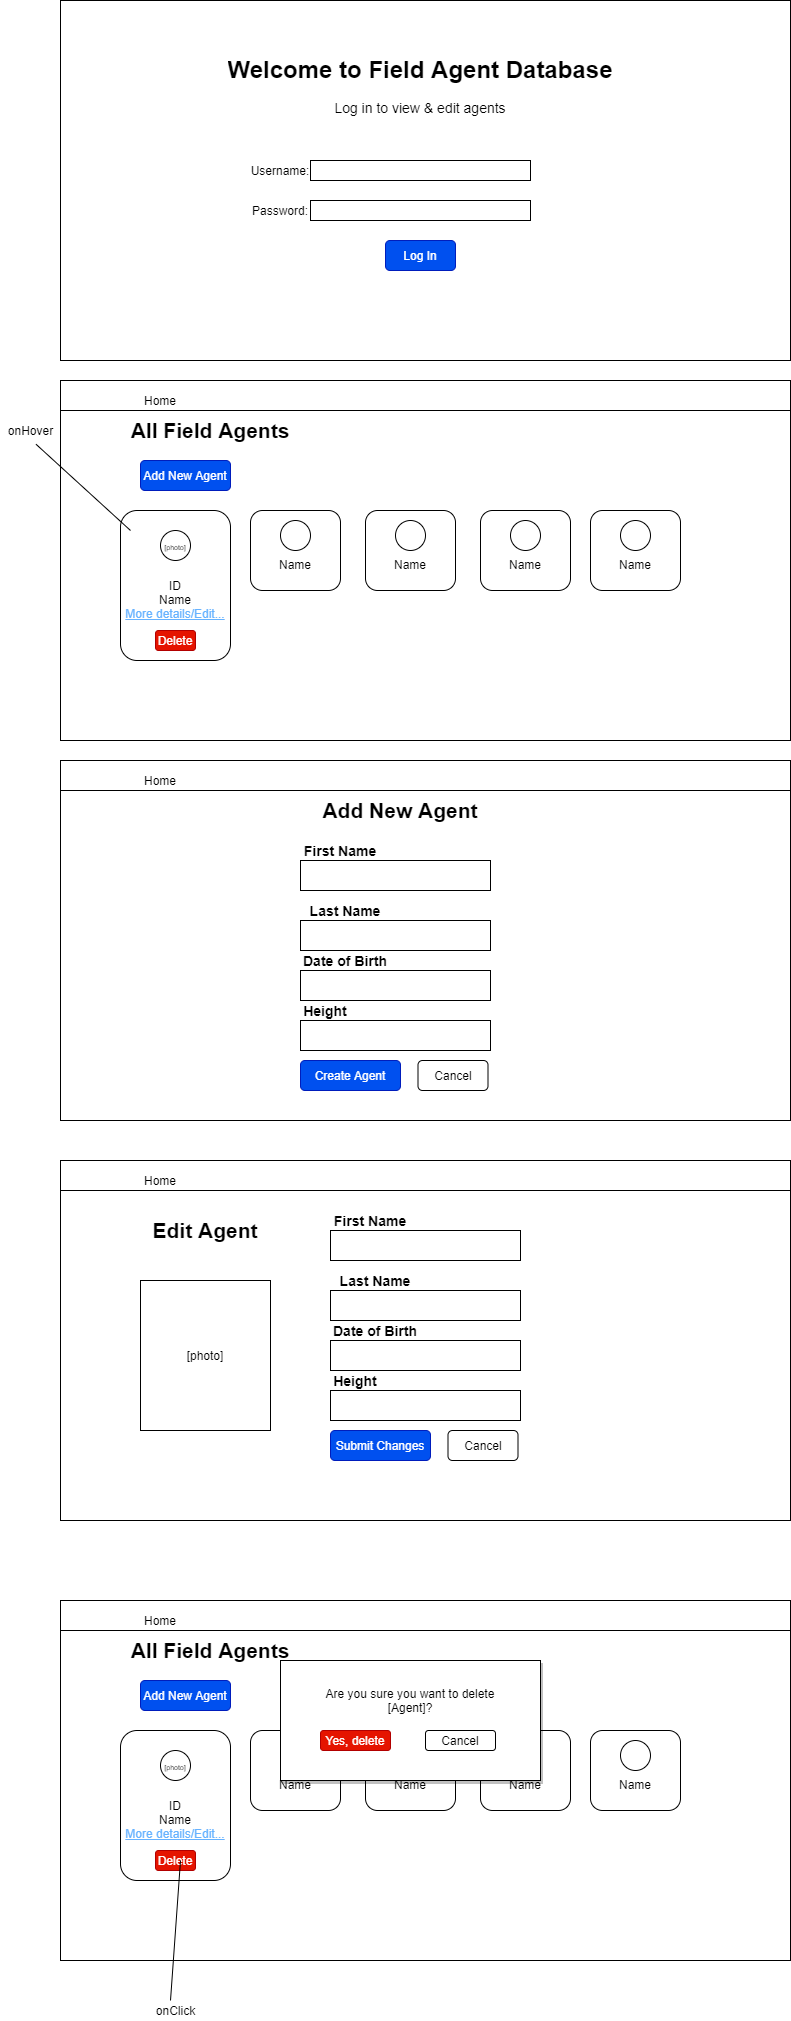 Welcome to Field Agent Database
Log in to view & edit agents
Username:
Password:
Log In
Home
onHover
All Field Agents
Add New Agent
[photo]
ID
Name
More details/Edit...
Delete
Name
Name
Name
Name
Home
Add New Agent
First Name
Last Name
Date of Birth
Height
Create Agent
Cancel
Home
Edit Agent
[photo]
First Name
Last Name
Date of Birth
Height
Submit Changes
Cancel
Home
All Field Agents
Add New Agent
Are you sure you want to delete
[Agent]?
Yes, delete
Cancel
[photo]
ID
Name
More details/Edit...
Delete
Name
Name
Name
Name
onClick